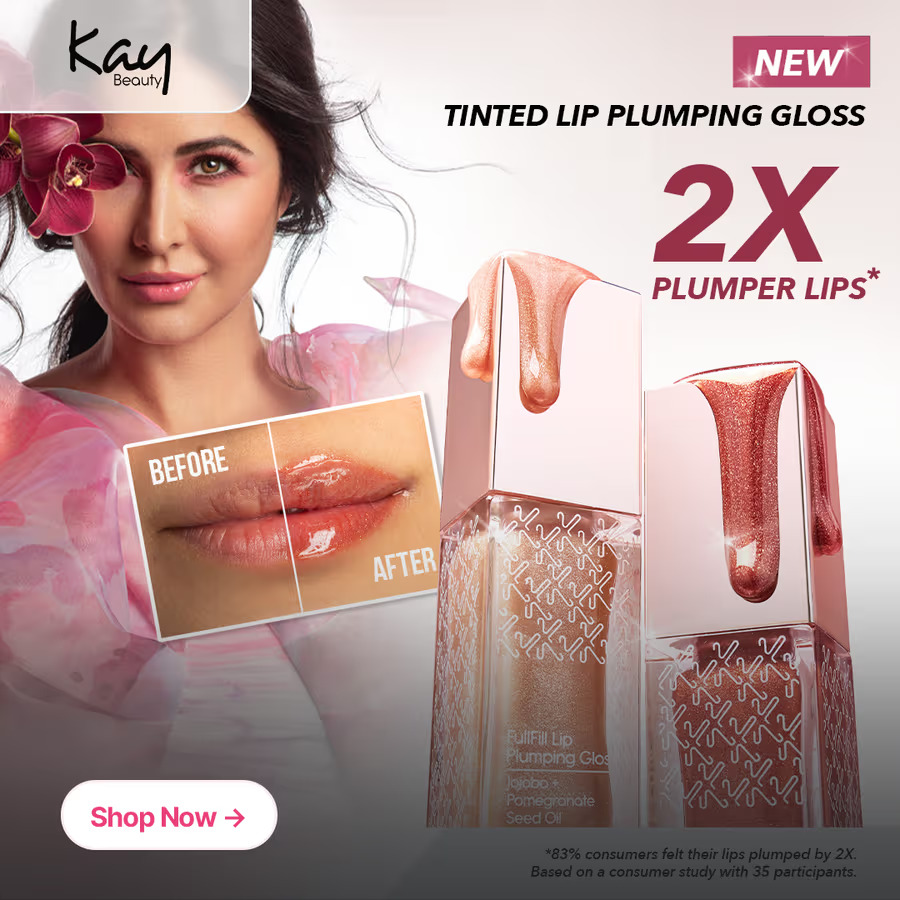 Kay
Beauty
NEW
TINTED LIP PLUMPING GLOSS
2X
PLUMPER LIPS*
BEFORE
AFTER
FullFill Lip
Plumping Glos
Jojoba +
Pomegranate
Seed Oil
Shop Now →
*83% consumers felt their lips plumped by 2X.
Based on a consumer study with 35 participants.